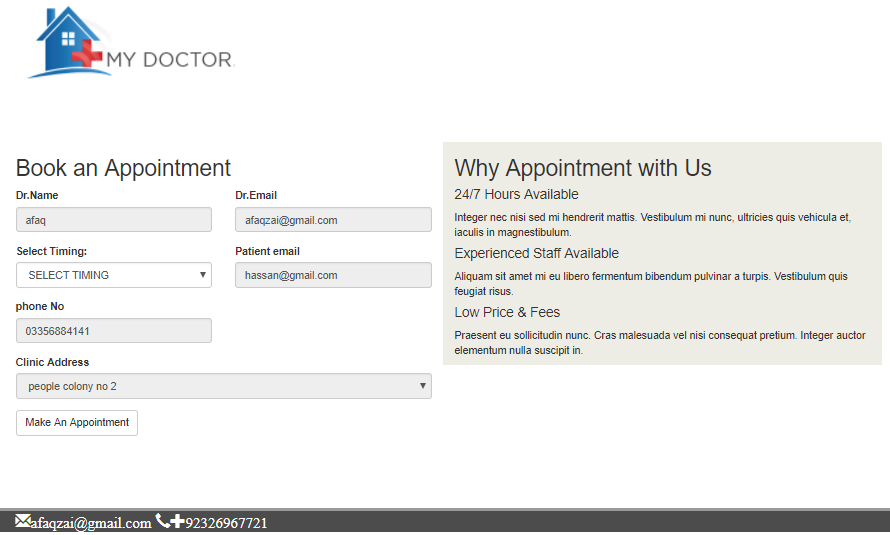 MY DOCTOR
Book an Appointment
Dr.Name
Dr.Email
afaq
afaqzai@gmail.com
Select Timing:
Patient email
SELECT TIMING
hassan@gmail.com
phone No
03356884141
Clinic Address
people colony no 2
Make An Appointment
Why Appointment with Us
24/7 Hours Available
Integer nec nisi sed mi hendrerit mattis. Vestibulum mi nunc, ultricies quis vehicula et,
iaculis in magnestibulum.
Experienced Staff Available
Aliquam sit amet mi eu libero fermentum bibendum pulvinar a turpis. Vestibulum quis
feugiat risus.
Low Price & Fees
Praesent eu sollicitudin nunc. Cras malesuada vel nisi consequat pretium. Integer auctor
elementum nulla suscipit in.
afaqzai@gmail.com +92326967721